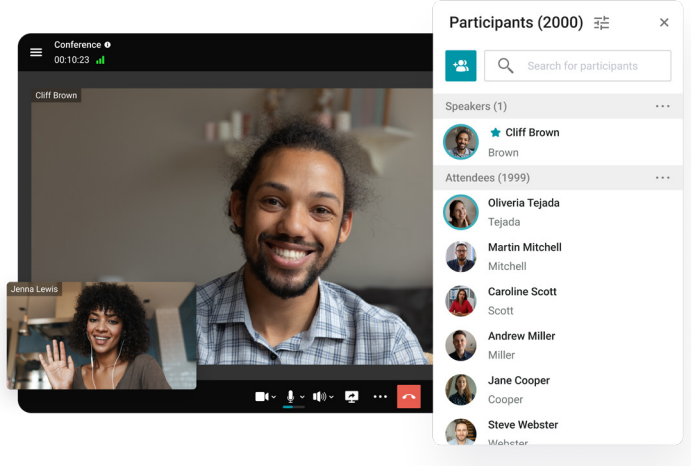 Conference
00:10:23
Cliff Brown
Jenna Lewis
Participants (2000)
Search for participants
Speakers (1)
Cliff Brown
Brown
Attendees (1999)
Oliveria Tejada
Tejada
Martin Mitchell
Mitchell
Caroline Scott
Scott
Andrew Miller
Miller
Jane Cooper
Cooper
Steve Webster
Webster